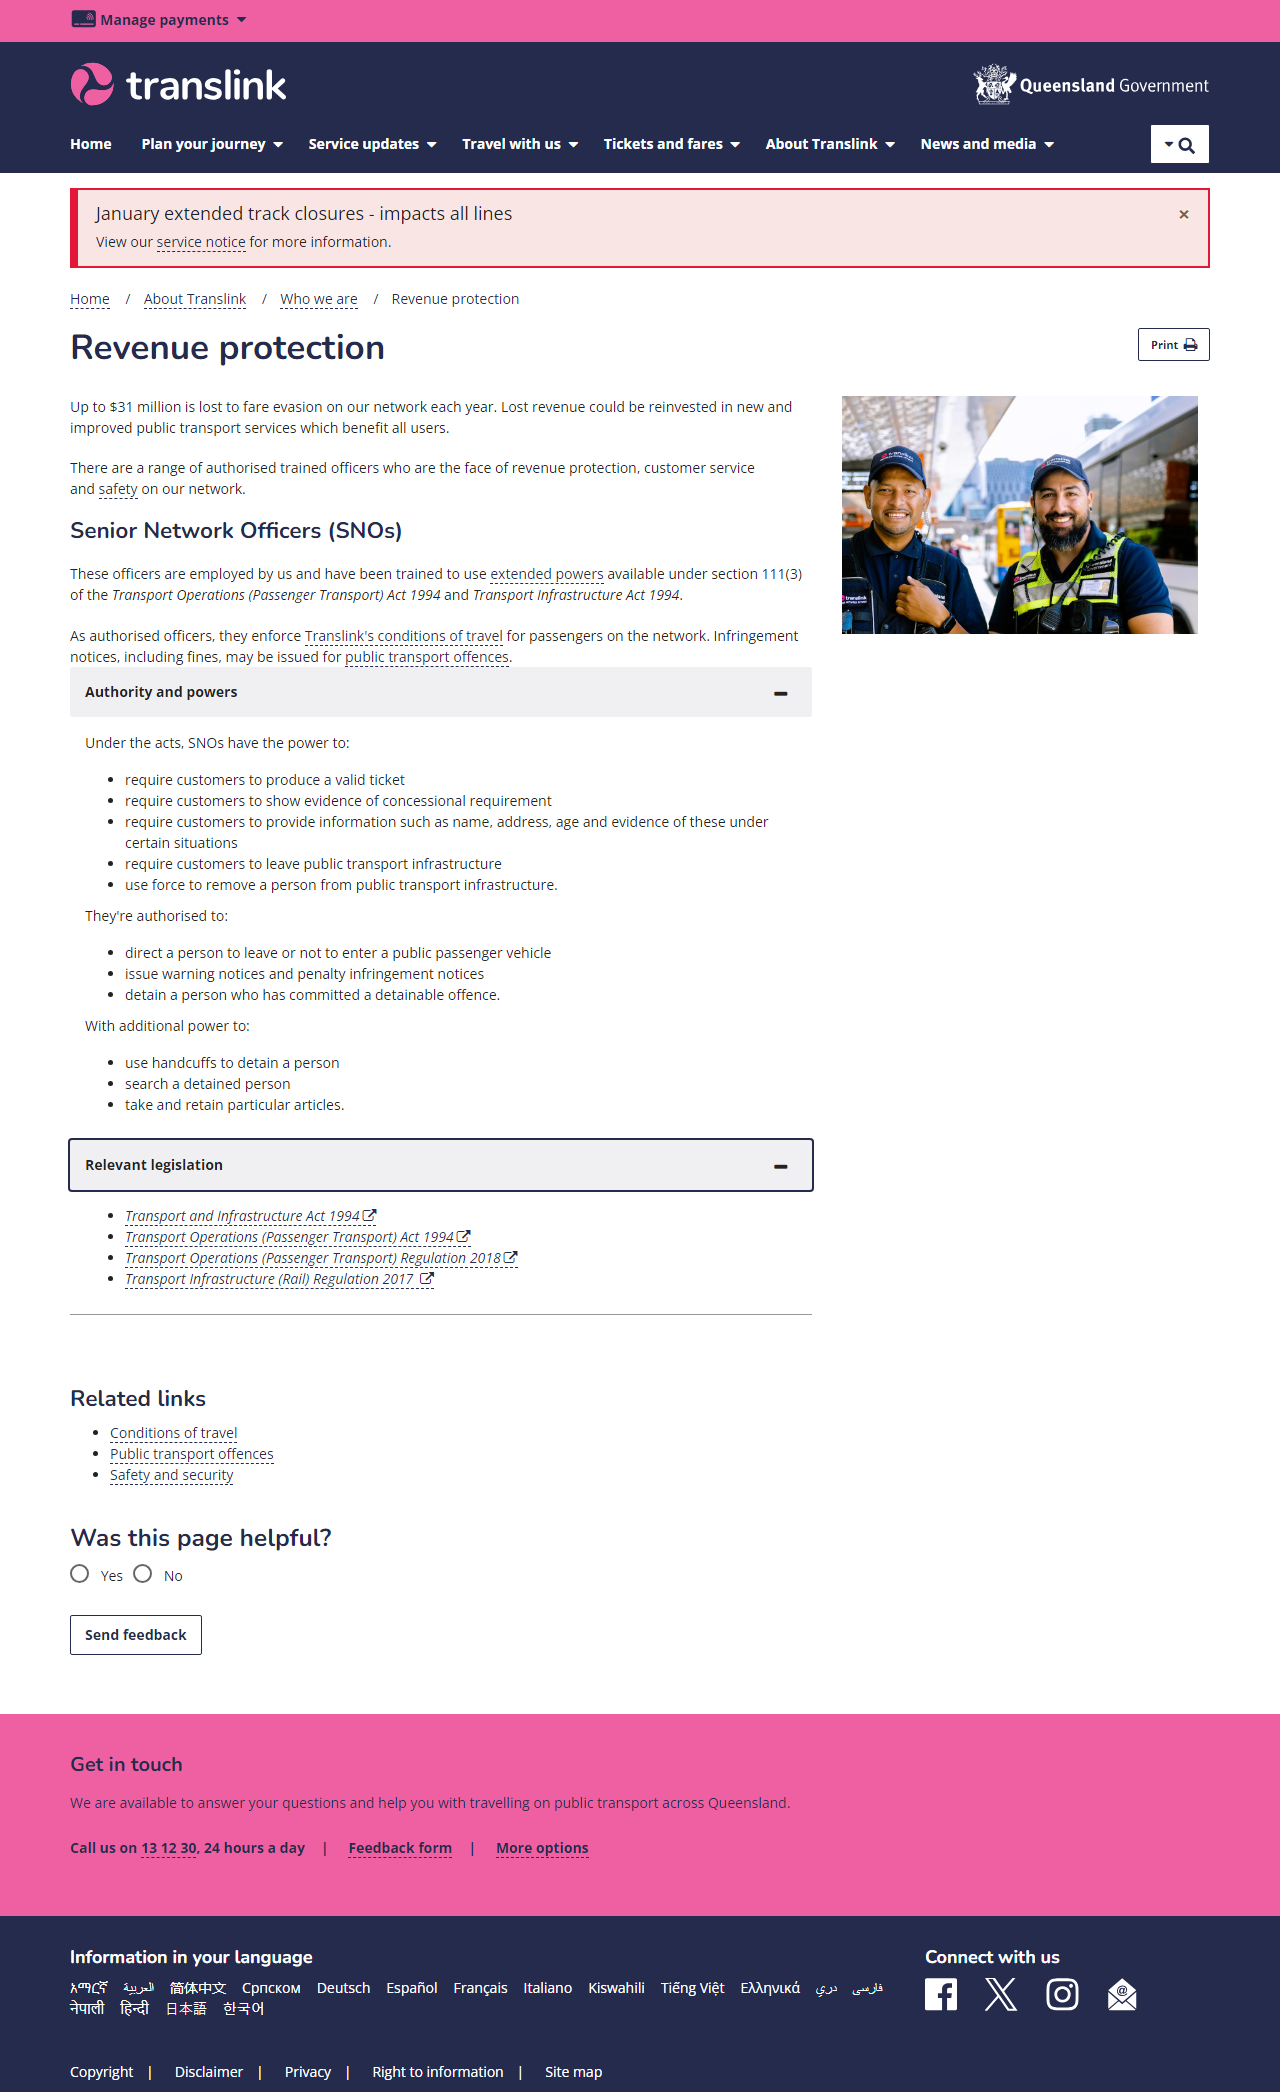 Manage payments
translink
Queensland Government
Home Plan your journey Service updates Travel with us Tickets and fares About Translink News and media
January extended track closures - impacts all lines
×
View our service notice for more information.
Home / About Translink / Who we are / Revenue protection
Revenue protection
Print
Up to $31 million is lost to fare evasion on our network each year. Lost revenue could be reinvested in new and
improved public transport services which benefit all users.
There are a range of authorised trained officers who are the face of revenue protection, customer service
and safety on our network.
translink
translink
Senior Network Officers (SNOs)
These officers are employed by us and have been trained to use extended powers available under section 111(3)
of the Transport Operations (Passenger Transport) Act 1994 and Transport Infrastructure Act 1994.
translink
translink
As authorised officers, they enforce Translink's conditions of travel for passengers on the network. Infringement
notices, including fines, may be issued for public transport offences.
Authority and powers
Under the acts, SNOs have the power to:
• require customers to produce a valid ticket
• require customers to show evidence of concessional requirement
• require customers to provide information such as name, address, age and evidence of these under
certain situations
• require customers to leave public transport infrastructure
• use force to remove a person from public transport infrastructure.
They're authorised to:
• direct a person to leave or not to enter a public passenger vehicle
• issue warning notices and penalty infringement notices
• detain a person who has committed a detainable offence.
With additional power to:
• use handcuffs to detain a person
• search a detained person
• take and retain particular articles.
Relevant legislation
• Transport and Infrastructure Act 1994
• Transport Operations (Passenger Transport) Act 1994
• Transport Operations (Passenger Transport) Regulation 2018
• Transport Infrastructure (Rail) Regulation 2017
Related links
• Conditions of travel
• Public transport offences
• Safety and security
Was this page helpful?
Yes No
Send feedback
Get in touch
We are available to answer your questions and help you with travelling on public transport across Queensland.
Call us on 13 12 30, 24 hours a day | Feedback form | More options
Information in your language
አማርኛ العربية 简体中文 Српском Deutsch Español Français Italiano Kiswahili Tiếng Việt Ελληνικά دري فارسی
नेपाली हिन्दी 日本語 한국어
Connect with us
Copyright | Disclaimer | Privacy | Right to information | Site map